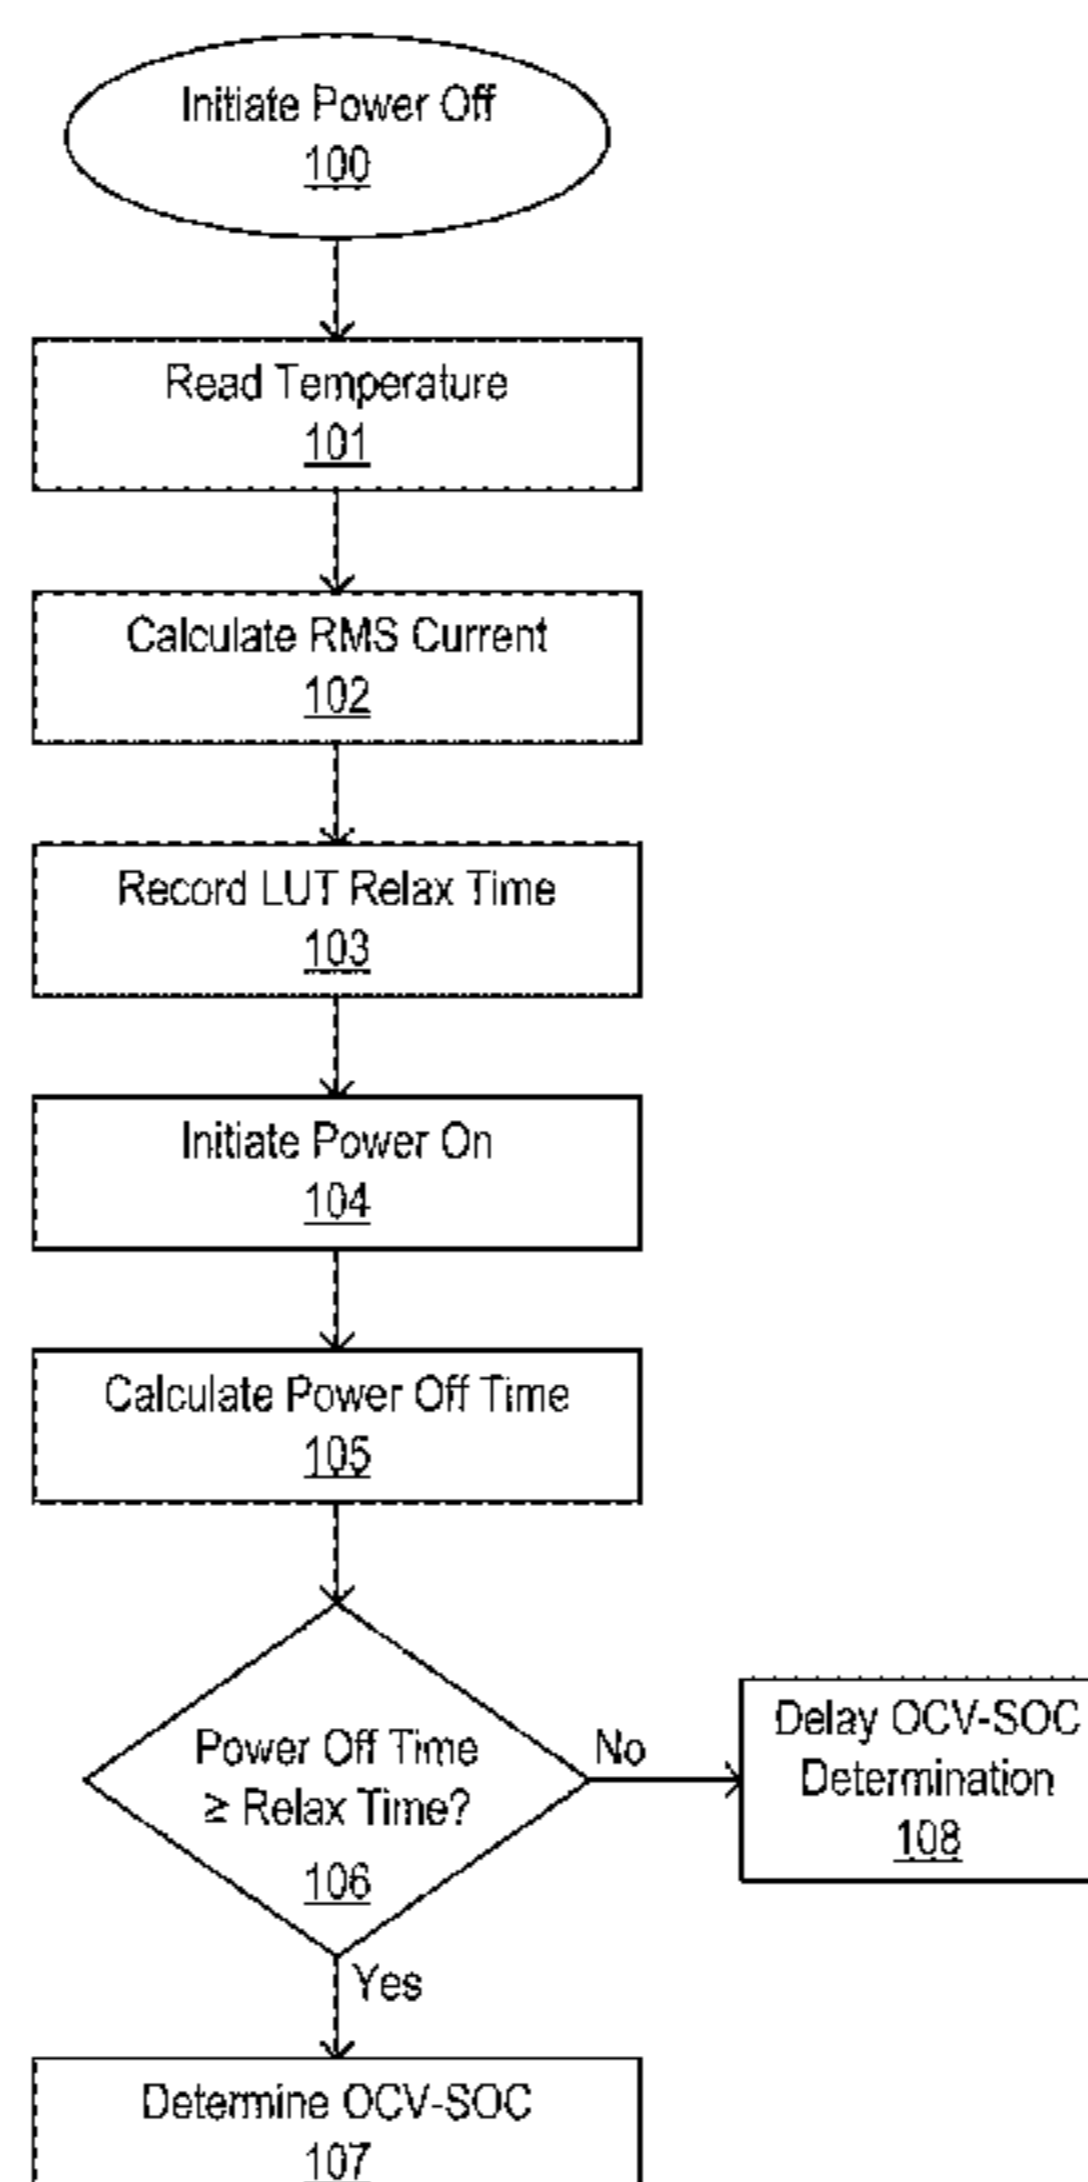 Initiate Power Off
100
Read Temperature
101
Calculate RMS Current
102
Record LUT Relax Time
103
Initiate Power On
104
Calculate Power Off Time
105
Power Off Time
≥ Relax Time?
106
No
Delay OCV-SOC
Determination
108
Yes
Determine OCV-SOC
107